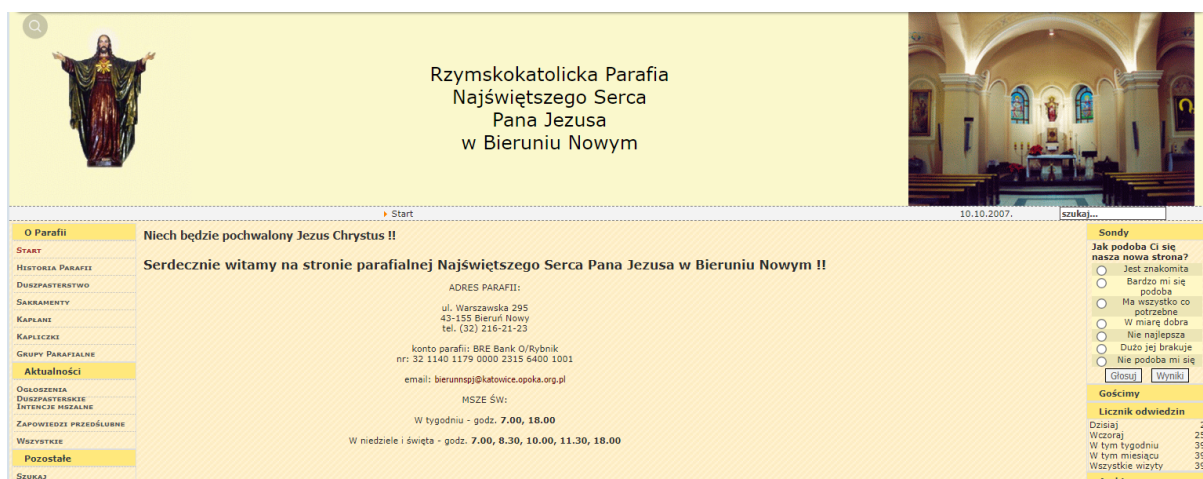 Rzymskokatolicka Parafia
Najświętszego Serca
Pana Jezusa
w Bieruniu Nowym
Start
10.10.2007.
szukaj...
O Parafii
START
HISTORIA PARAFII
DUSZPASTERSTWO
SAKRAMENTY
KAPŁANI
KAPLICZKI
GRUPY PARAFIALNE
Aktualności
OGŁOSZENIA
DUSZPASTERSKIE
INTENCJE MSZALNE
ZAPOWIEDZI PRZEDŚLUBNE
WSZYSTKIE
Pozostałe
SZUKAJ
Niech będzie pochwalony Jezus Chrystus !!
Serdecznie witamy na stronie parafialnej Najświętszego Serca Pana Jezusa w Bieruniu Nowym !!
ADRES PARAFII:
ul. Warszawska 295
43-155 Bieruń Nowy
tel. (32) 216-21-23
konto parafii: BRE Bank O/Rybnik
nr: 32 1140 1179 0000 2315 6400 1001
email: bierunnspj@katowice.opoka.org.pl
MSZE ŚW:
W tygodniu - godz. 7.00, 18.00
W niedziele i święta - godz. 7.00, 8.30, 10.00, 11.30, 18.00
Sondy
Jak podoba Ci się
nasza nowa strona?
Jest znakomita
Bardzo mi się
podoba
Ma wszystko co
potrzebne
W miarę dobra
Nie najlepsza
Dużo jej brakuje
Nie podoba mi się
Głosuj Wyniki
Gościmy
Licznik odwiedzin
Dzisiaj
Wczoraj
W tym tygodniu
W tym miesiącu
Wszystkie wizyty